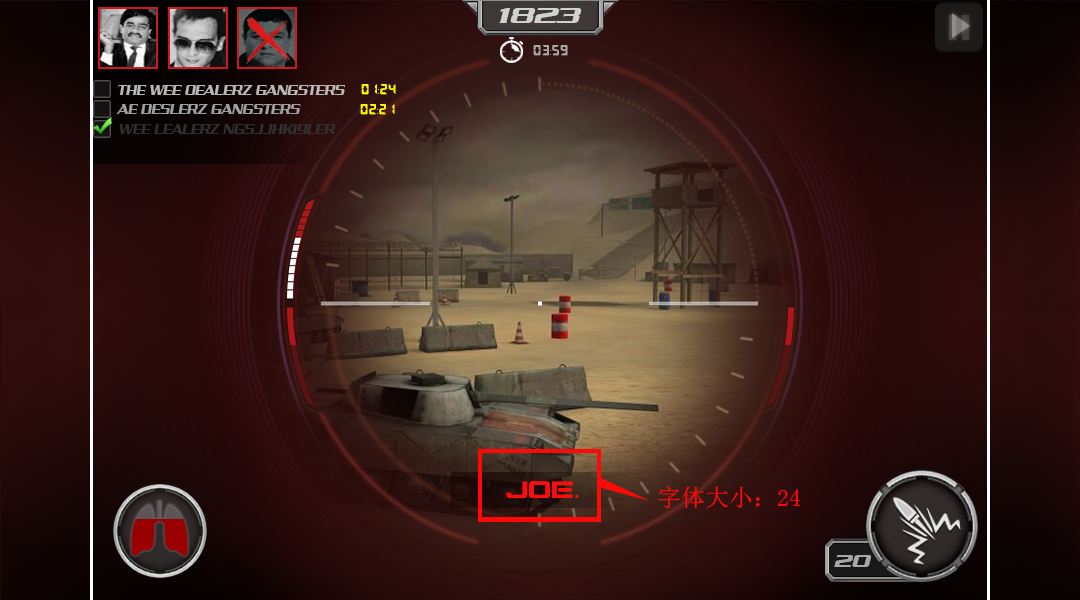 1823
03:59
THE WEE DEALERZ GANGSTERS 01:24
AE DESLERZ GANGSTERS 02.21
WEE LEALERZ NGSJJHKI9LER
JOE.
字体大小：24
20